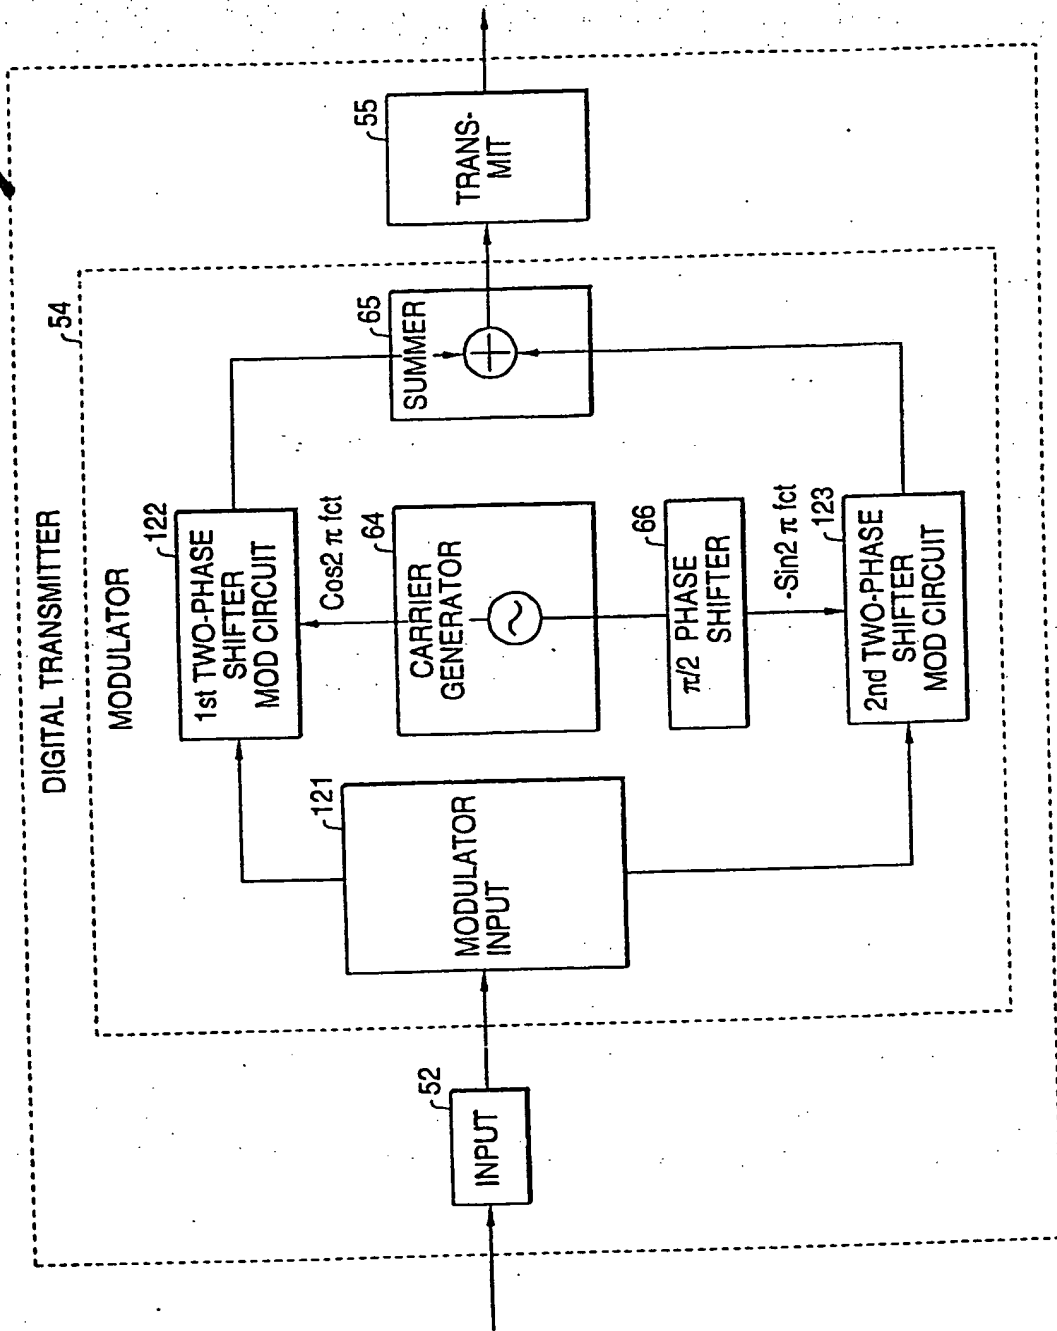 DIGITAL TRANSMITTER
MODULATOR
54
INPUT
52
MODULATOR
INPUT
121
1st TWO-PHASE
SHIFTER
MOD CIRCUIT
122
Cos2 π fct
CARRIER
GENERATOR
64
π/2 PHASE
SHIFTER
66
-Sin2 π fct
2nd TWO-PHASE
SHIFTER
MOD CIRCUIT
123
SUMMER
65
TRANS-
MIT
55